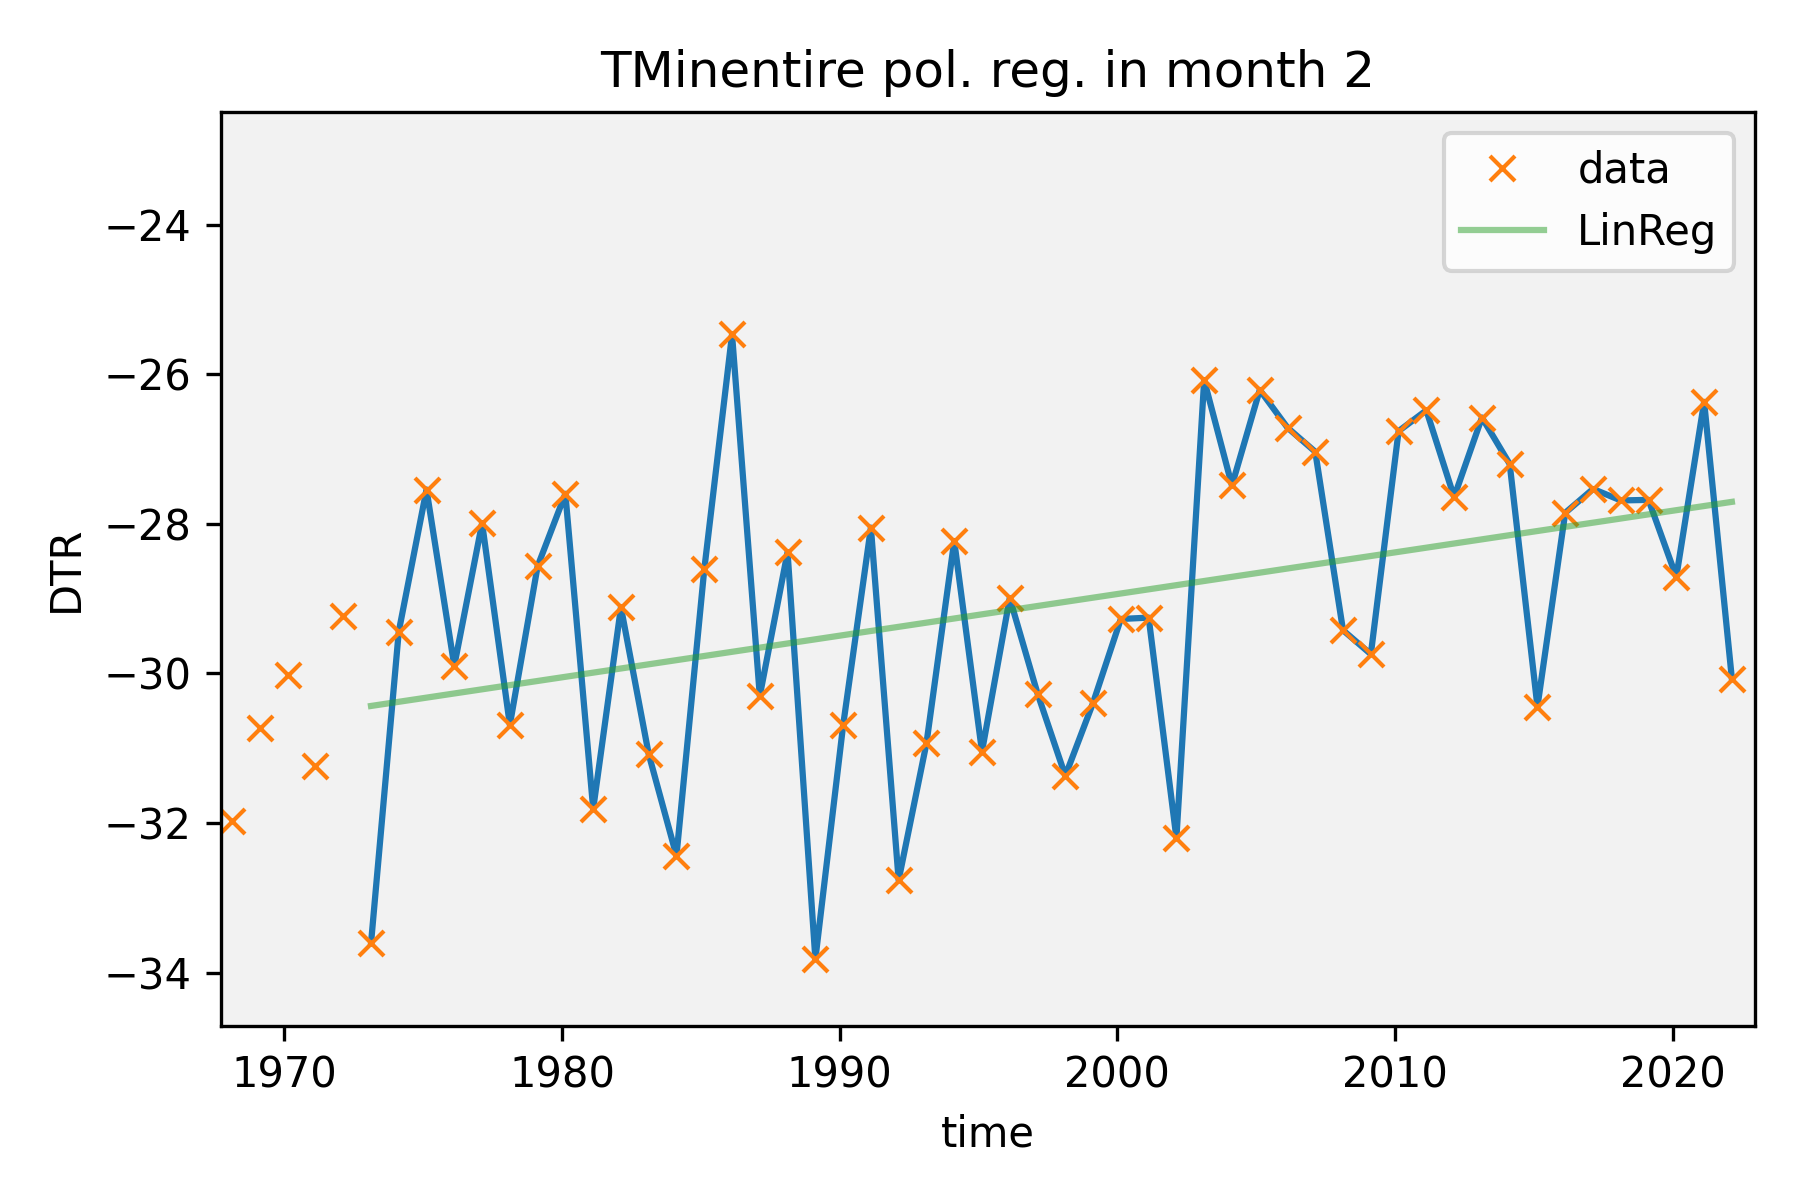 TMinentire pol. reg. in month 2
data
LinReg
DTR
−24
−26
−28
−30
−32
−34
1970 1980 1990 2000 2010 2020
time